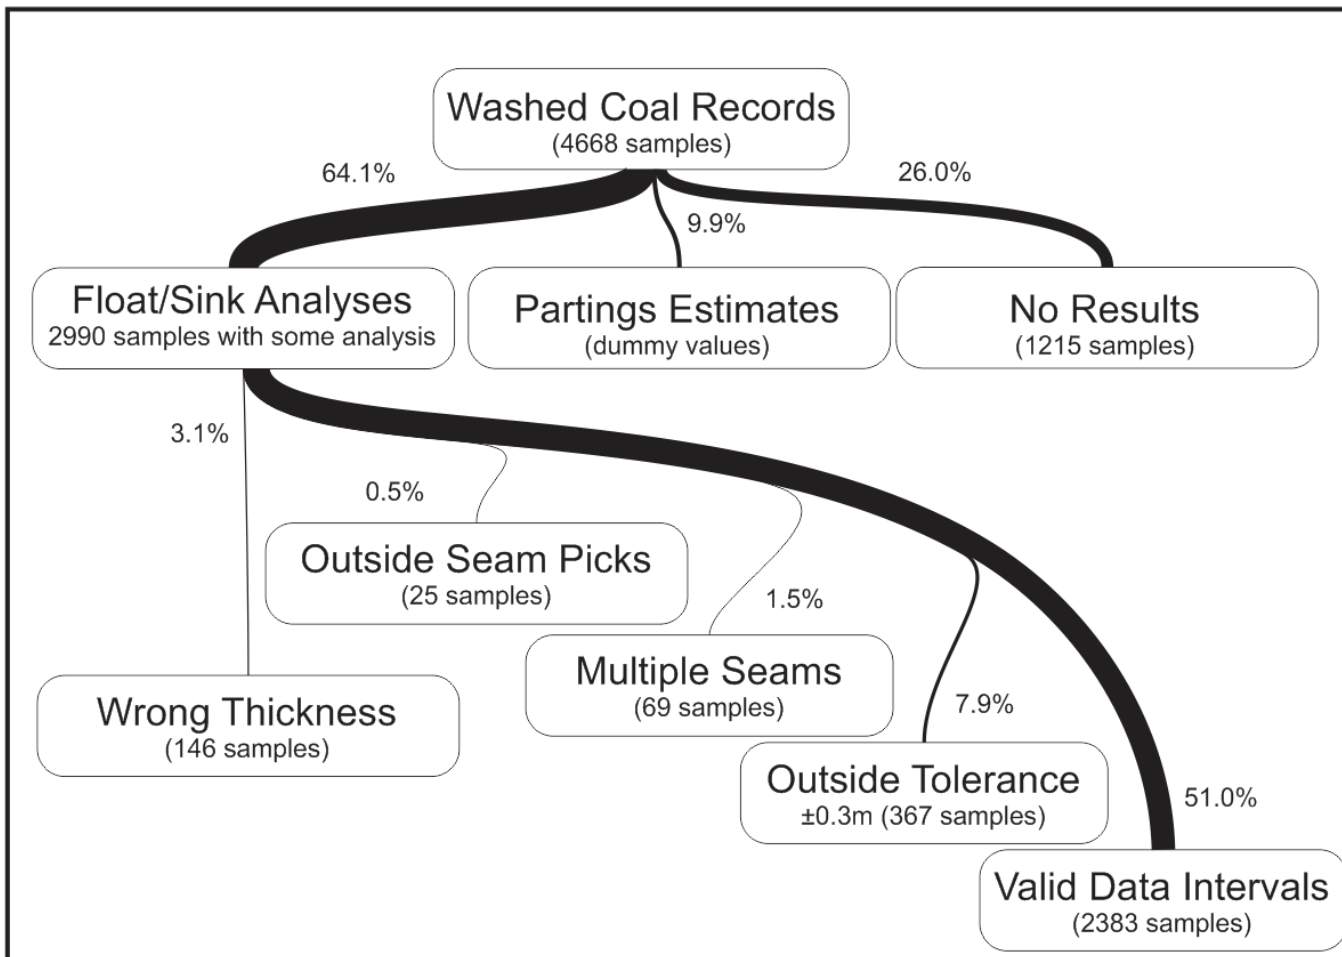 Washed Coal Records
(4668 samples)
64.1%
9.9%
26.0%
Float/Sink Analyses
2990 samples with some analysis
Partings Estimates
(dummy values)
No Results
(1215 samples)
3.1%
0.5%
Outside Seam Picks
(25 samples)
1.5%
Multiple Seams
(69 samples)
Wrong Thickness
(146 samples)
7.9%
Outside Tolerance
±0.3m (367 samples)
51.0%
Valid Data Intervals
(2383 samples)